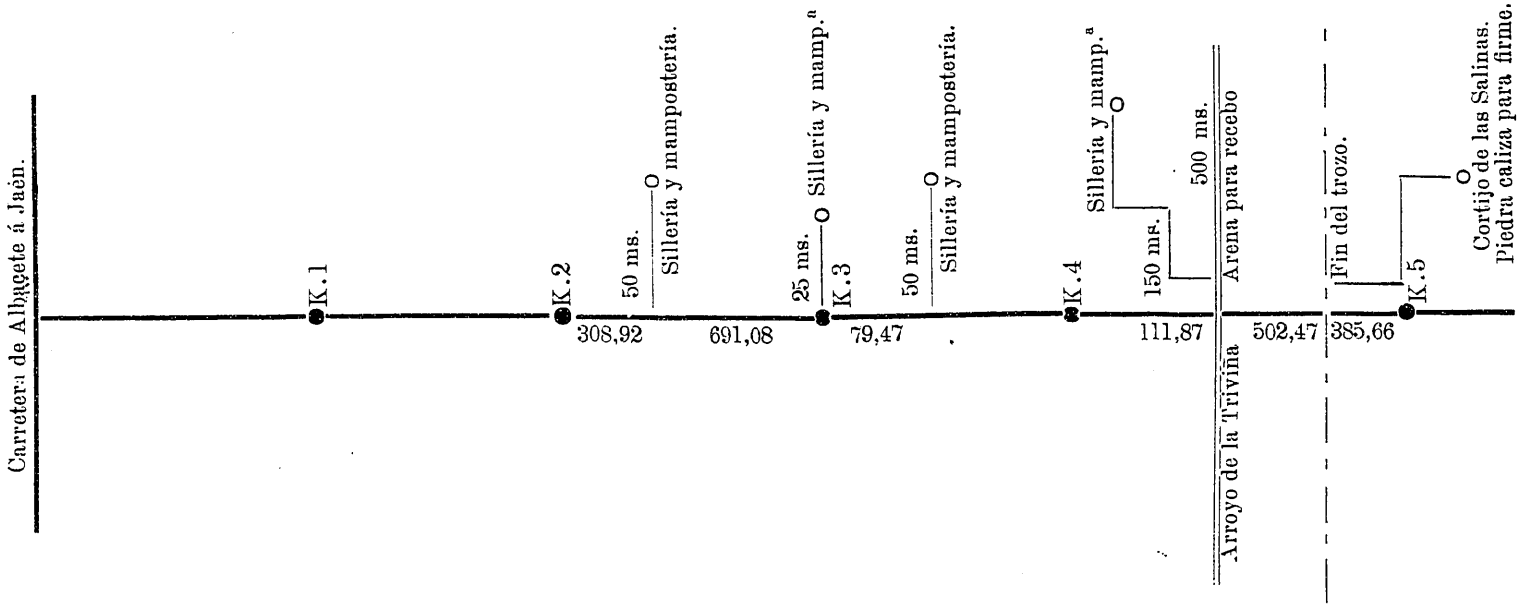 Carretera de Albacete á Jaén.
K.1
K.2
308,92
50 ms.
Sillería y mampostería.
691,08
25 ms.
Sillería y mamp.ª
K.3
79,47
50 ms.
Sillería y mampostería.
K.4
111,87
150 ms.
Sillería y mamp.ª
500 ms.
Arena para recebo
Arroyo de la Triviña
502,47
Fin del trozo.
385,66
K.5
Cortijo de las Salinas.
Piedra caliza para firme.